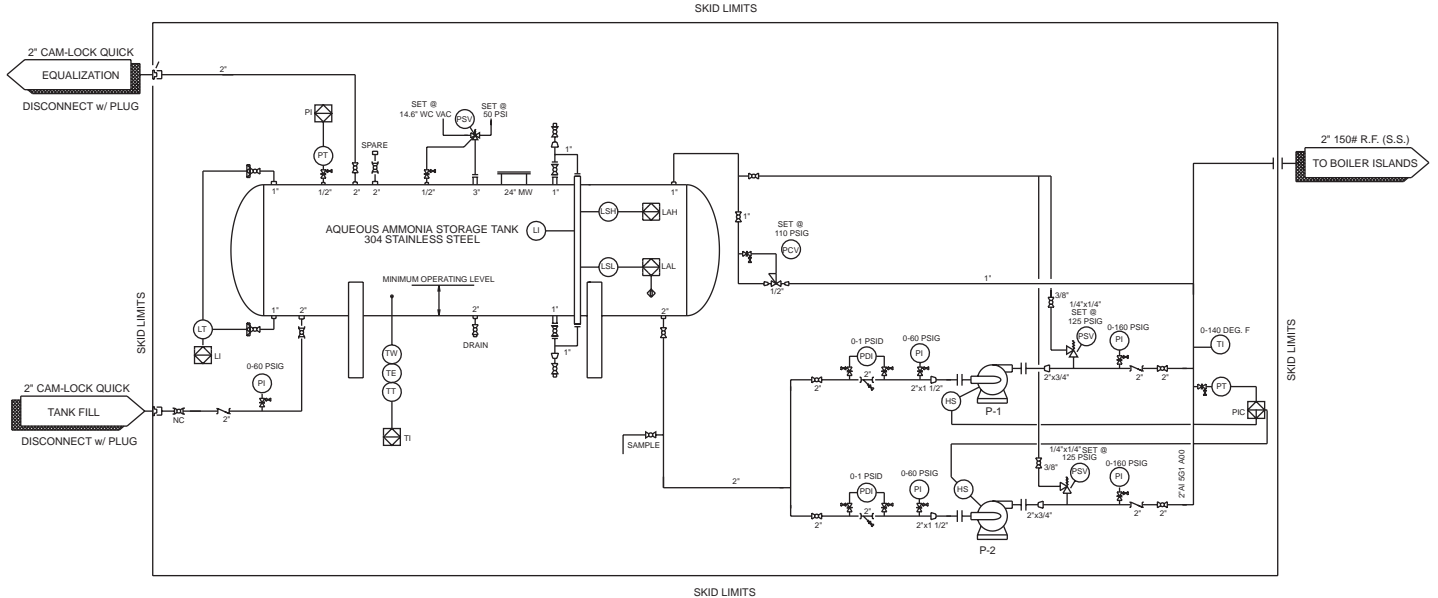 SKID LIMITS
2" CAM-LOCK QUICK
EQUALIZATION
DISCONNECT w/ PLUG
2"
PI
PT
1/2"
2"
SPARE
2"
SET @
14.6" WC VAC
PSV
SET @
50 PSI
1/2"
3"
24" MW
1"
1"
1"
1"
2" 150# R.F. (S.S.)
TO BOILER ISLANDS
AQUEOUS AMMONIA STORAGE TANK
304 STAINLESS STEEL
LI
LSH
LAH
LSL
LAL
MINIMUM OPERATING LEVEL
1"
SET @
110 PSIG
PCV
1/2"
1"
SKID LIMITS
LT
LI
1"
2"
2"
DRAIN
1"
1"
2"
TW
TE
TT
TI
0-60 PSIG
PI
2" CAM-LOCK QUICK
TANK FILL
DISCONNECT w/ PLUG
NC
2"
SAMPLE
2"
3/8"
1/4"x1/4"
SET @
125 PSIG
PSV
0-160 PSIG
PI
0-140 DEG. F
TI
SKID LIMITS
0-1 PSID
PDI
2"
0-60 PSIG
PI
2"
2"x1 1/2"
HS
P-1
2"x3/4"
2"
2"
PT
PIC
3/8"
1/4"x1/4" SET @
125 PSIG
PSV
0-160 PSIG
PI
2"AI 5G1 A00
0-1 PSID
PDI
2"
0-60 PSIG
PI
2"
2"x1 1/2"
HS
P-2
2"x3/4"
2"
2"
SKID LIMITS